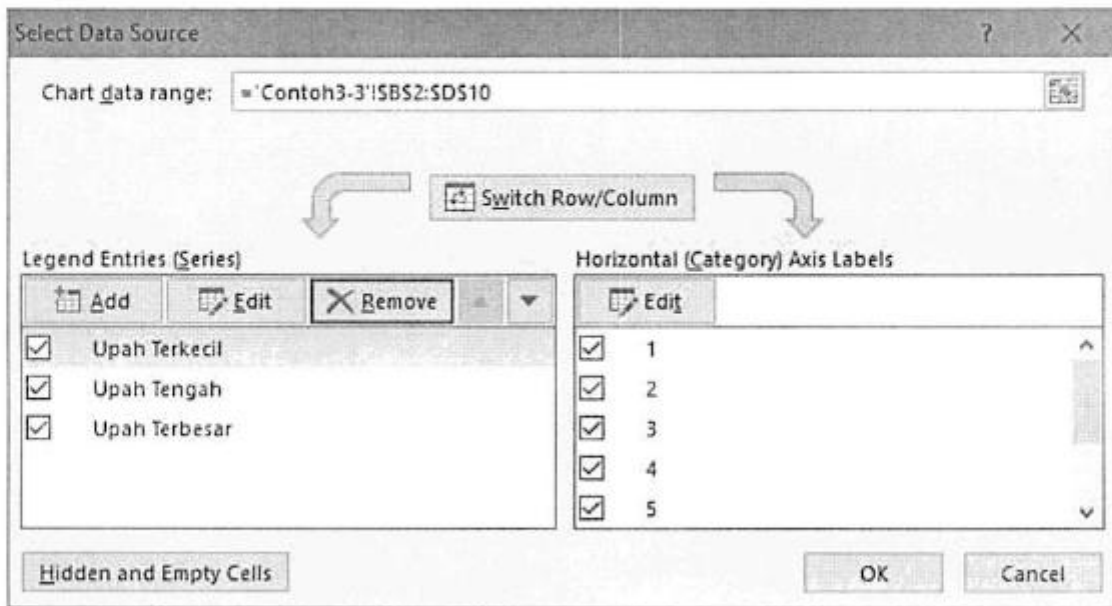 Select Data Source
Chart data range: ='Contoh3-3'!$B$2:$D$10
Switch Row/Column
Legend Entries (Series)
Add Edit Remove
Upah Terkecil
Upah Tengah
Upah Terbesar
Horizontal (Category) Axis Labels
Edit
1
2
3
4
5
Hidden and Empty Cells
OK Cancel